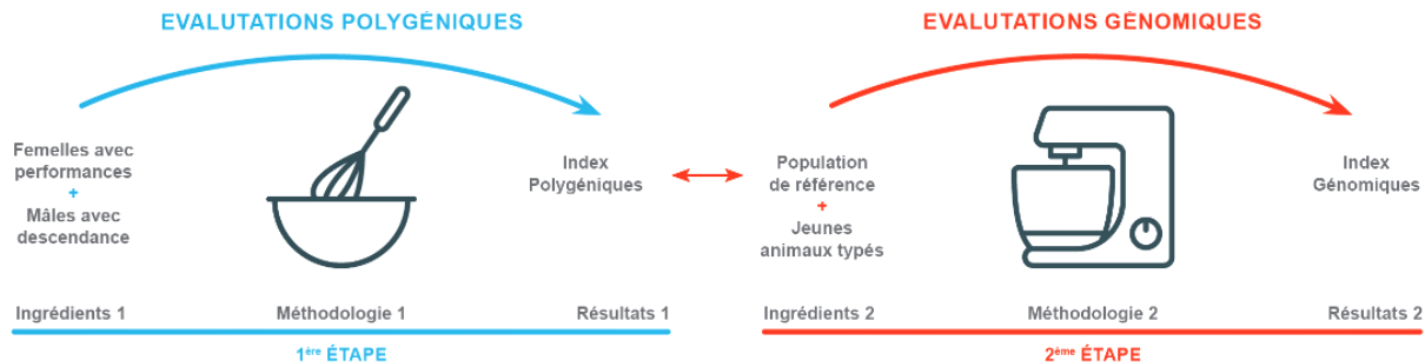 EVALUTATIONS POLYGÉNIQUES
Femelles avec
performances
+
Mâles avec
descendance
Index
Polygéniques
Ingrédients 1
Méthodologie 1
Résultats 1
1ère ÉTAPE
EVALUTATIONS GÉNOMIQUES
Population
de référence
+
Jeunes
animaux typés
Index
Génomiques
Ingrédients 2
Méthodologie 2
Résultats 2
2ème ÉTAPE